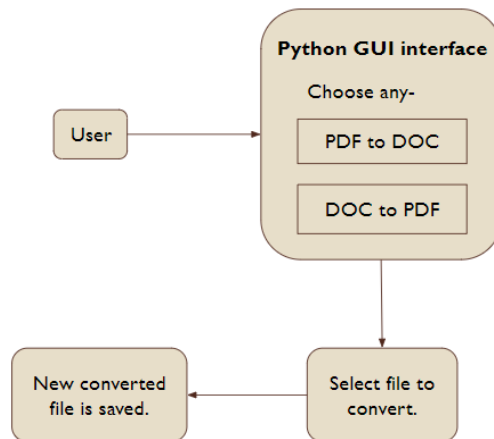 Python GUI interface
Choose any-
User
PDF to DOC
DOC to PDF
New converted
file is saved.
Select file to
convert.